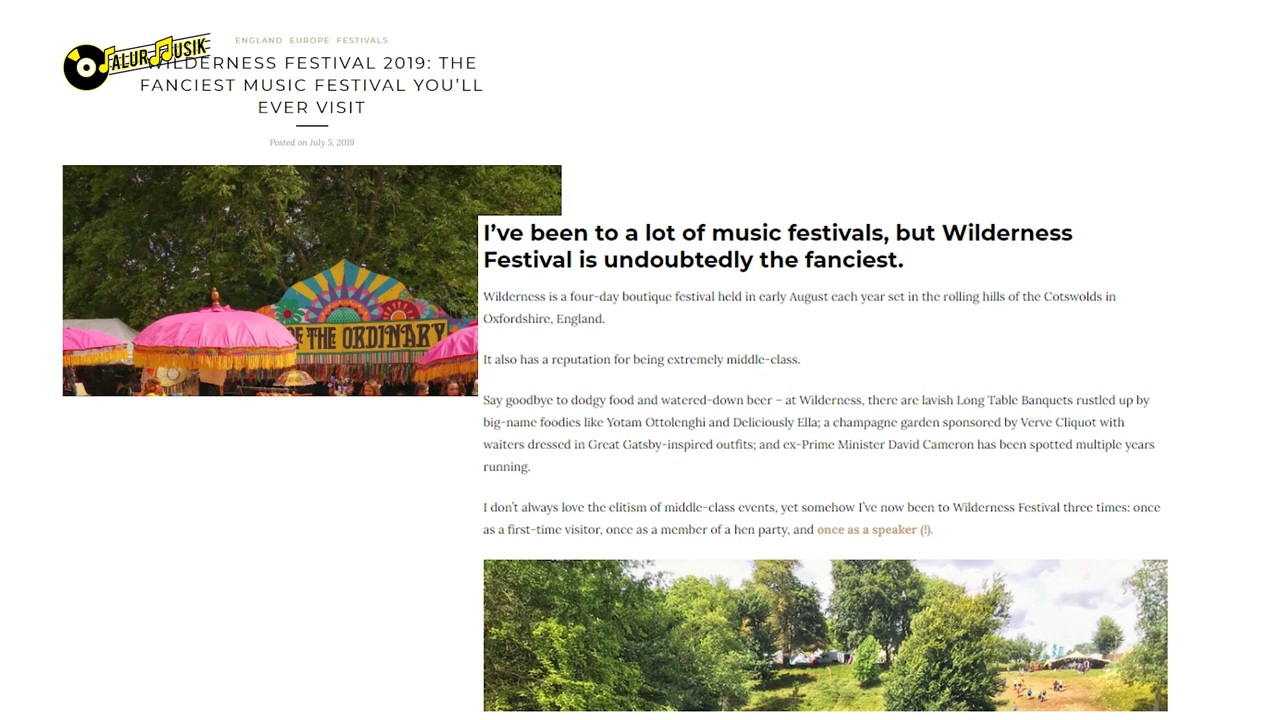 ALUR MUSIK
ENGLAND EUROPE FESTIVALS
WILDERNESS FESTIVAL 2019: THE
FANCIEST MUSIC FESTIVAL YOU'LL
EVER VISIT
Posted on July 5, 2019
THE ORDINARY
I've been to a lot of music festivals, but Wilderness
Festival is undoubtedly the fanciest.
Wilderness is a four-day boutique festival held in early August each year set in the rolling hills of the Cotswolds in
Oxfordshire, England.
It also has a reputation for being extremely middle-class.
Say goodbye to dodgy food and watered-down beer – at Wilderness, there are lavish Long Table Banquets rustled up by
big-name foodies like Yotam Ottolenghi and Deliciously Ella; a champagne garden sponsored by Verve Cliquot with
waiters dressed in Great Gatsby-inspired outfits; and ex-Prime Minister David Cameron has been spotted multiple years
running.
I don't always love the elitism of middle-class events, yet somehow I've now been to Wilderness Festival three times: once
as a first-time visitor, once as a member of a hen party, and once as a speaker (!).